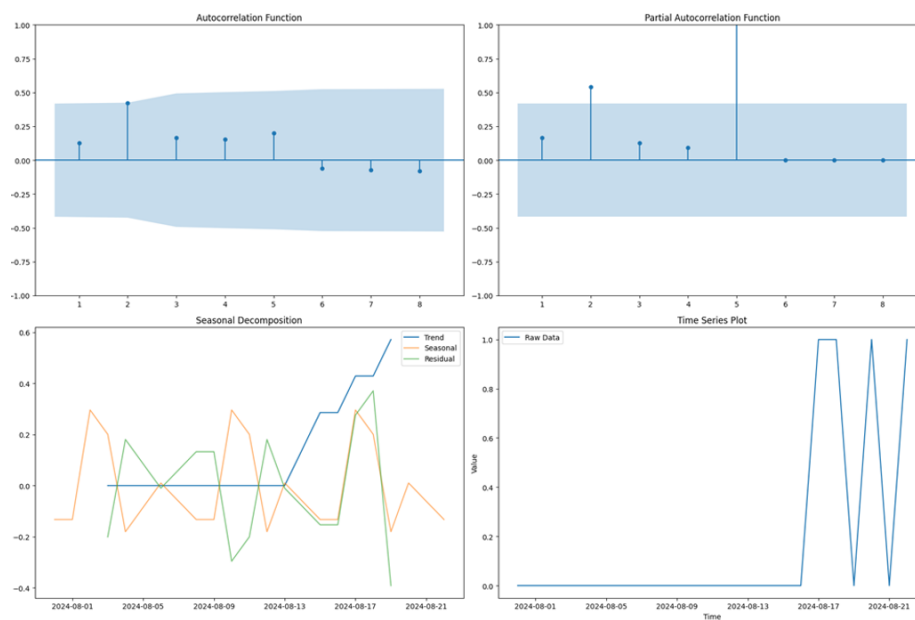 Autocorrelation Function
1.00
0.75
0.50
0.25
0.00
−0.25
−0.50
−0.75
−1.00
1 2 3 4 5 6 7 8
Partial Autocorrelation Function
1.00
0.75
0.50
0.25
0.00
−0.25
−0.50
−0.75
−1.00
1 2 3 4 5 6 7 8
Seasonal Decomposition
Trend
Seasonal
Residual
0.6
0.4
0.2
0.0
−0.2
−0.4
2024-08-01 2024-08-05 2024-08-09 2024-08-13 2024-08-17 2024-08-21
Time Series Plot
Raw Data
Value
1.0
0.8
0.6
0.4
0.2
0.0
2024-08-01 2024-08-05 2024-08-09 2024-08-13 2024-08-17 2024-08-21
Time